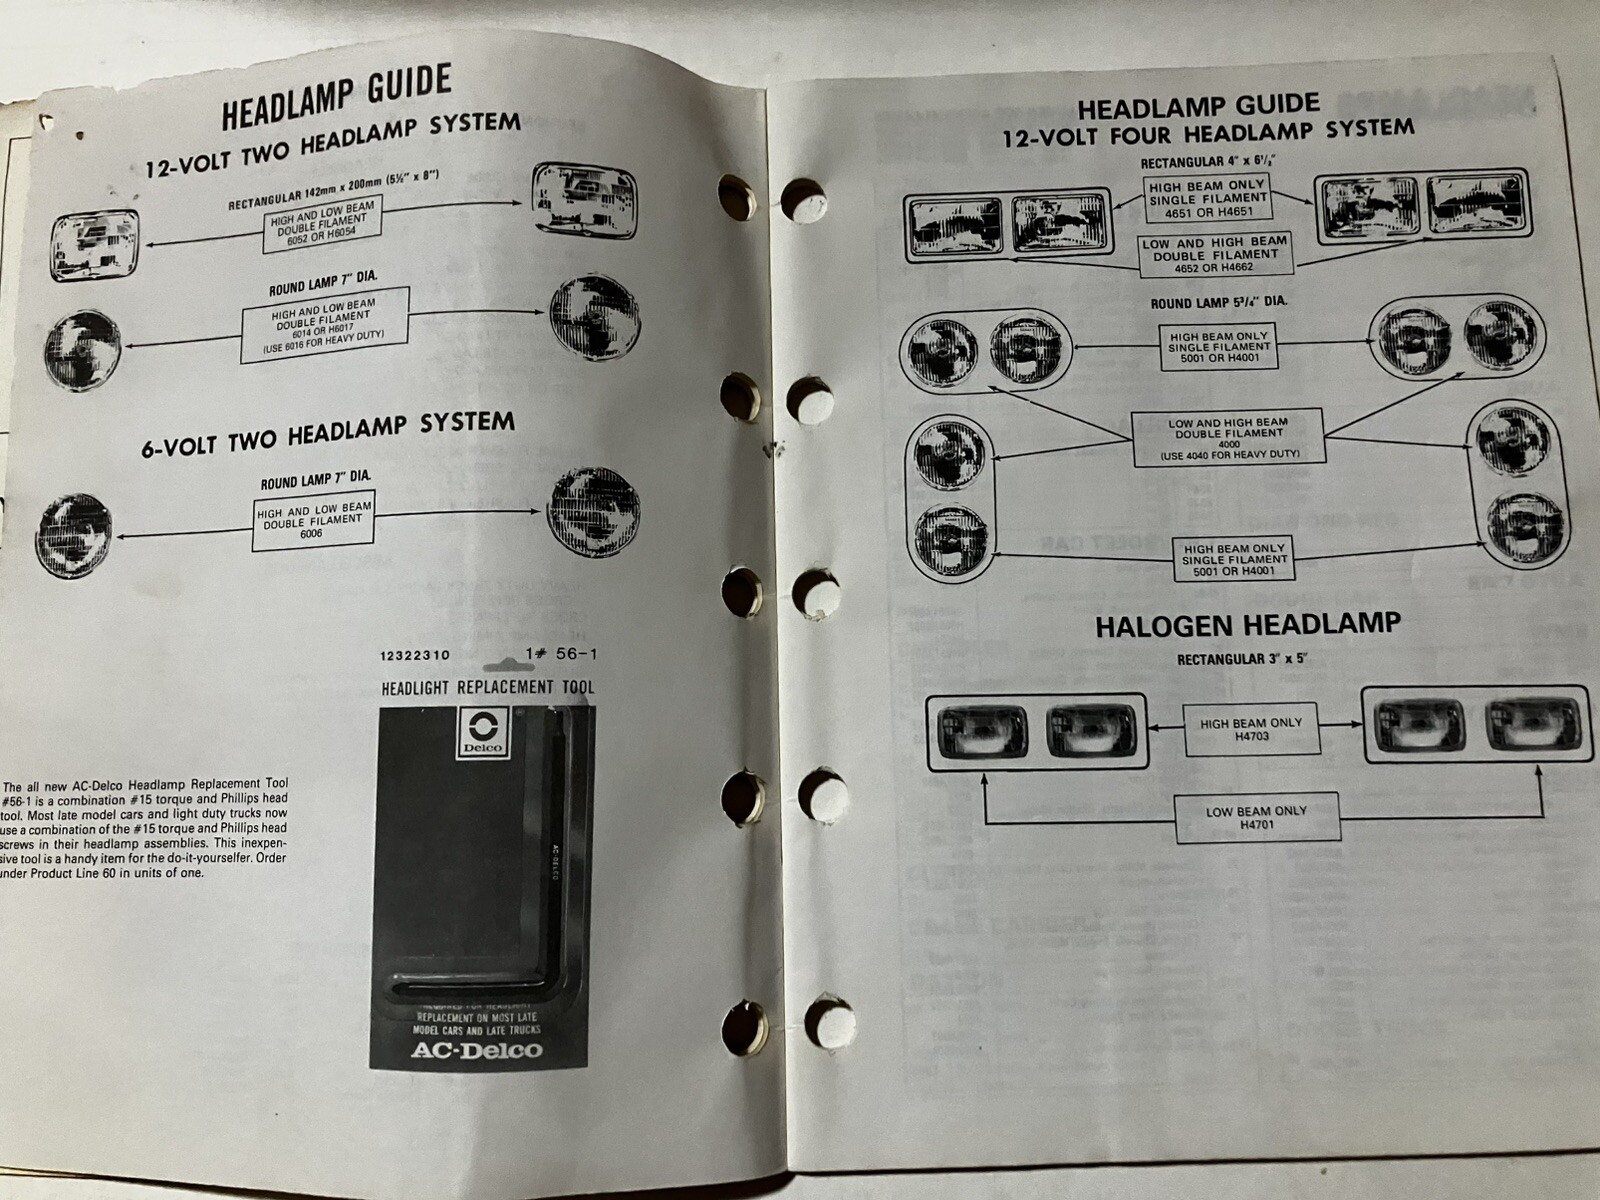 HEADLAMP GUIDE
12-VOLT TWO HEADLAMP SYSTEM
RECTANGULAR 142mm x 200mm (5½" x 8")
HIGH AND LOW BEAM
DOUBLE FILAMENT
6052 OR H6054
ROUND LAMP 7" DIA.
HIGH AND LOW BEAM
DOUBLE FILAMENT
6014 OR H6017
(USE 6016 FOR HEAVY DUTY)
6-VOLT TWO HEADLAMP SYSTEM
ROUND LAMP 7" DIA.
HIGH AND LOW BEAM
DOUBLE FILAMENT
6006
12322310 1# 56-1
HEADLIGHT REPLACEMENT TOOL
Delco
AC-DELCO
REQUIRED FOR HEADLIGHT
REPLACEMENT ON MOST LATE
MODEL CARS AND LATE TRUCKS
AC-Delco
The all new AC-Delco Headlamp Replacement Tool
#56-1 is a combination #15 torque and Phillips head
tool. Most late model cars and light duty trucks now
use a combination of the #15 torque and Phillips head
screws in their headlamp assemblies. This inexpen-
sive tool is a handy item for the do-it-yourselfer. Order
under Product Line 60 in units of one.
HEADLAMP GUIDE
12-VOLT FOUR HEADLAMP SYSTEM
RECTANGULAR 4" x 6½"
HIGH BEAM ONLY
SINGLE FILAMENT
4651 OR H4651
LOW AND HIGH BEAM
DOUBLE FILAMENT
4652 OR H4662
ROUND LAMP 5¾" DIA.
HIGH BEAM ONLY
SINGLE FILAMENT
5001 OR H4001
LOW AND HIGH BEAM
DOUBLE FILAMENT
4000
(USE 4040 FOR HEAVY DUTY)
HIGH BEAM ONLY
SINGLE FILAMENT
5001 OR H4001
HALOGEN HEADLAMP
RECTANGULAR 3" x 5"
HIGH BEAM ONLY
H4703
LOW BEAM ONLY
H4701